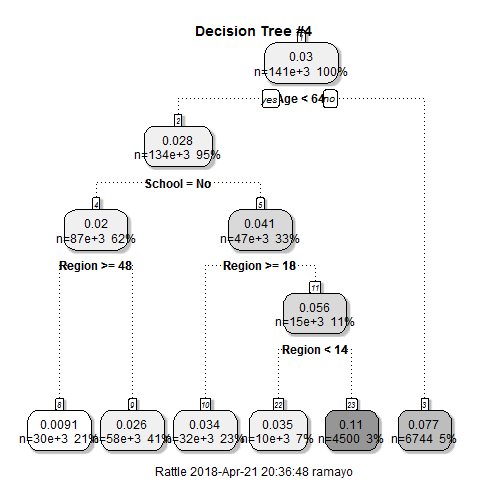 Decision Tree #4
1
0.03
n=141e+3 100%
yes Age < 64 no
2
0.028
n=134e+3 95%
School = No
4
0.02
n=87e+3 62%
5
0.041
n=47e+3 33%
Region >= 48
Region >= 18
11
0.056
n=15e+3 11%
Region < 14
8
0.0091
n=30e+3 21%
9
0.026
n=58e+3 41%
10
0.034
n=32e+3 23%
22
0.035
n=10e+3 7%
23
0.11
n=4500 3%
3
0.077
n=6744 5%
Rattle 2018-Apr-21 20:36:48 ramayo